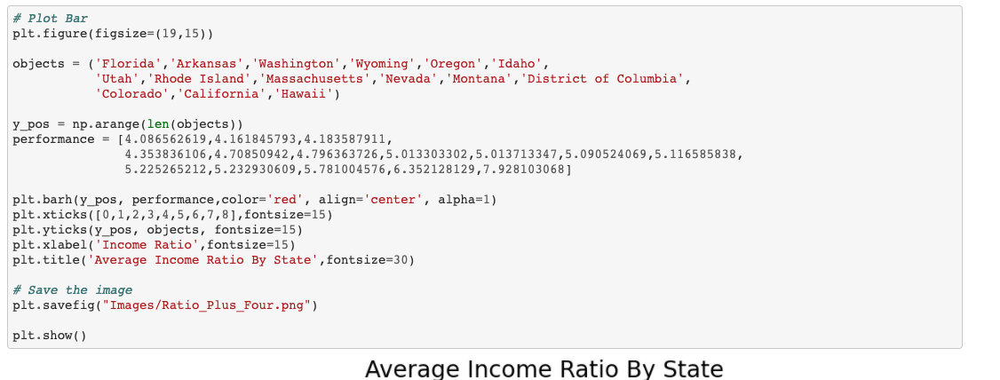 # Plot Bar
plt.figure(figsize=(19,15))
objects = ('Florida','Arkansas','Washington','Wyoming','Oregon','Idaho',
'Utah','Rhode Island','Massachusetts','Nevada','Montana','District of Columbia',
'Colorado','California','Hawaii')
y_pos = np.arange(len(objects))
performance = [4.086562619,4.161845793,4.183587911,
4.353836106,4.70850942,4.796363726,5.013303302,5.013713347,5.090524069,5.116585838,
5.225265212,5.232930609,5.781004576,6.352128129,7.928103068]
plt.barh(y_pos, performance,color='red', align='center', alpha=1)
plt.xticks([0,1,2,3,4,5,6,7,8],fontsize=15)
plt.yticks(y_pos, objects, fontsize=15)
plt.xlabel('Income Ratio',fontsize=15)
plt.title('Average Income Ratio By State',fontsize=30)
# Save the image
plt.savefig("Images/Ratio_Plus_Four.png")
plt.show()
Average Income Ratio By State